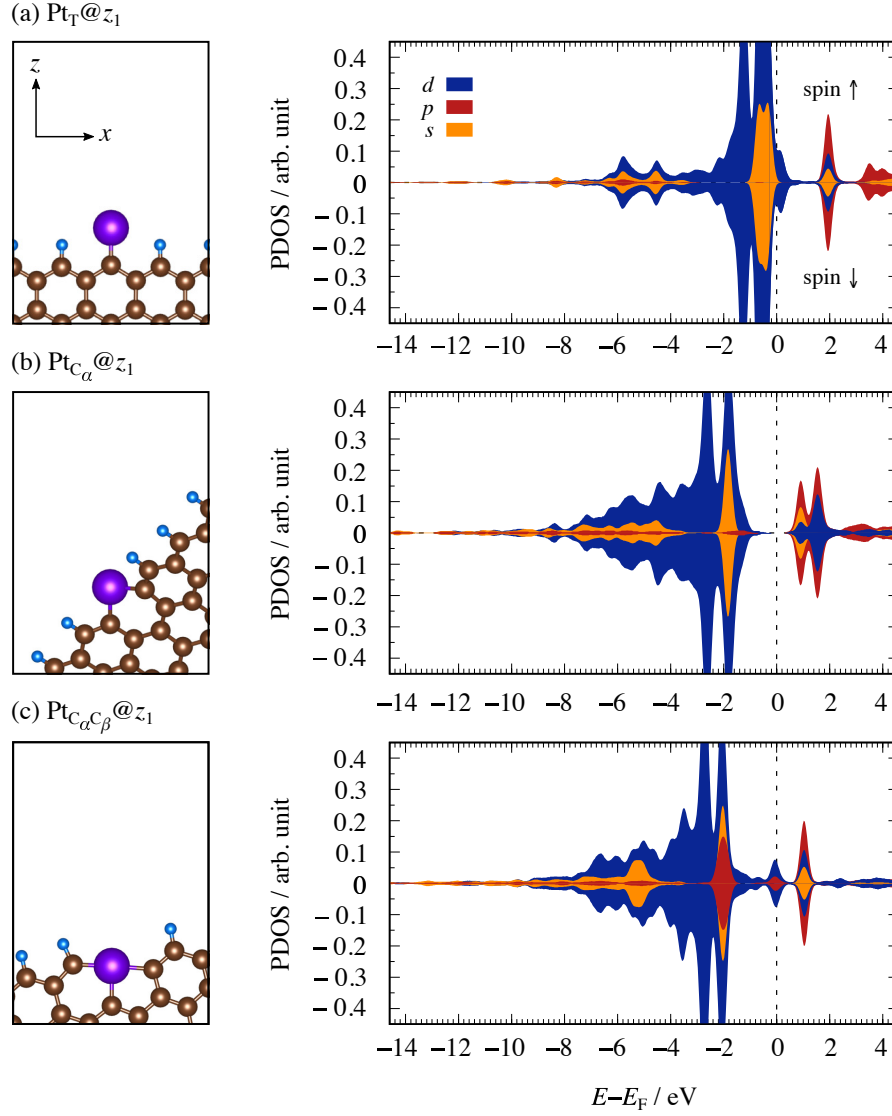 (a) Pt_T@z_1
z
x
PDOS / arb. unit
0.4
0.3
0.2
0.1
0
− 0.1
− 0.2
− 0.3
− 0.4
d
p
s
spin ↑
spin ↓
−14 −12 −10 −8 −6 −4 −2 0 2 4
(b) Pt_{C_α}@z_1
PDOS / arb. unit
0.4
0.3
0.2
0.1
0
− 0.1
− 0.2
− 0.3
− 0.4
−14 −12 −10 −8 −6 −4 −2 0 2 4
(c) Pt_{C_αC_β}@z_1
PDOS / arb. unit
0.4
0.3
0.2
0.1
0
− 0.1
− 0.2
− 0.3
− 0.4
−14 −12 −10 −8 −6 −4 −2 0 2 4
E−E_F / eV